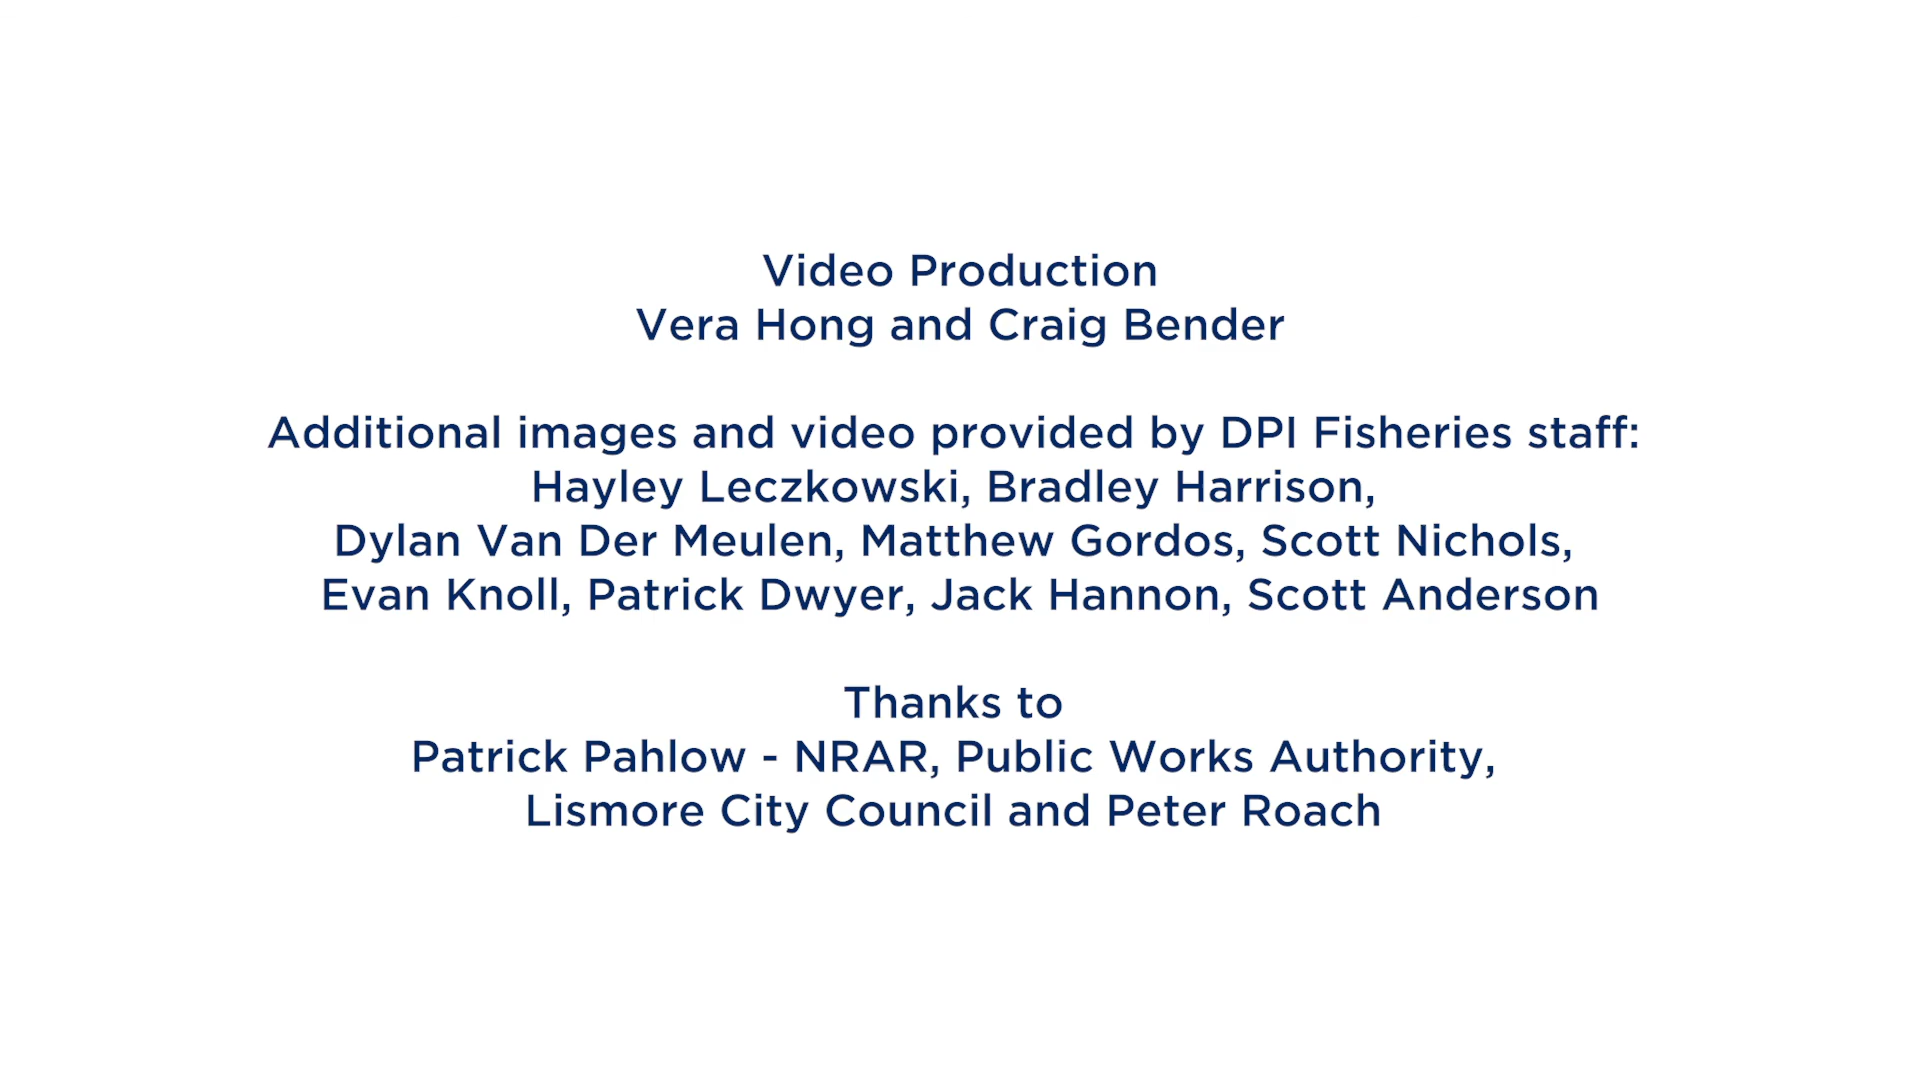 Video Production
Vera Hong and Craig Bender
Additional images and video provided by DPI Fisheries staff:
Hayley Leczkowski, Bradley Harrison,
Dylan Van Der Meulen, Matthew Gordos, Scott Nichols,
Evan Knoll, Patrick Dwyer, Jack Hannon, Scott Anderson
Thanks to
Patrick Pahlow - NRAR, Public Works Authority,
Lismore City Council and Peter Roach